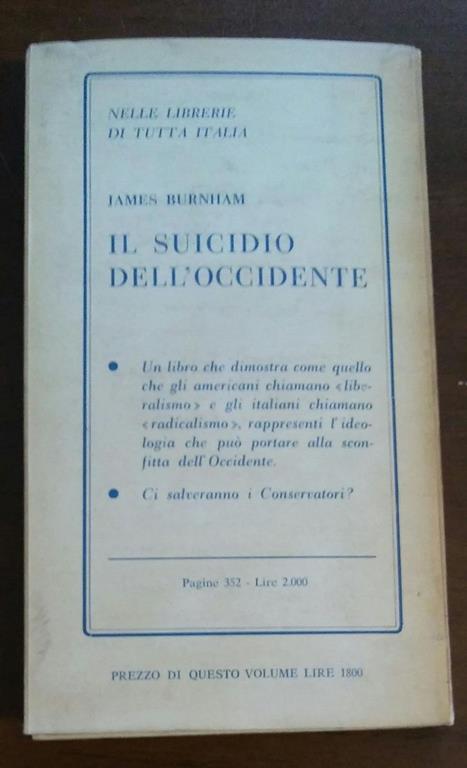 NELLE LIBRERIE
DI TUTTA ITALIA
JAMES BURNHAM
IL SUICIDIO
DELL'OCCIDENTE
● Un libro che dimostra come quello
che gli americani chiamano «libe-
ralismo» e gli italiani chiamano
«radicalismo», rappresenti l'ideo-
logia che può portare alla scon-
fitta dell'Occidente.
● Ci salveranno i Conservatori?
Pagine 352 - Lire 2.000
PREZZO DI QUESTO VOLUME LIRE 1800